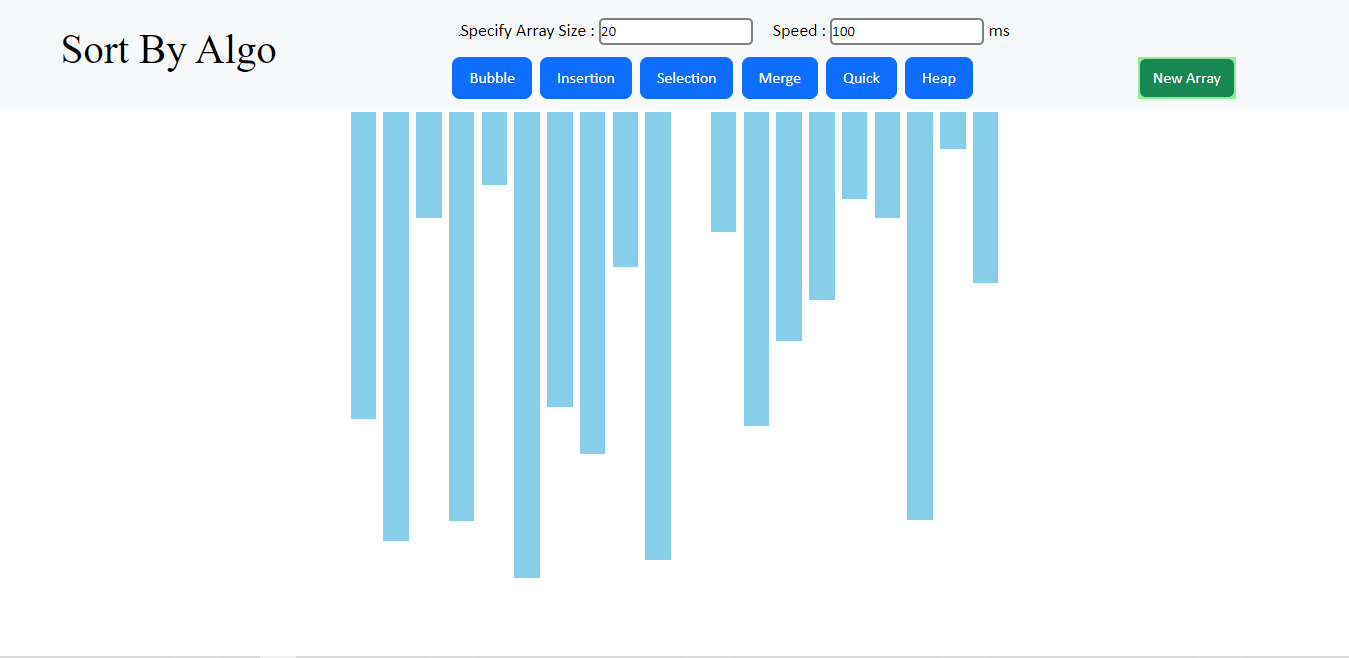 Sort By Algo
.Specify Array Size : 20 Speed : 100 ms
Bubble Insertion Selection Merge Quick Heap New Array